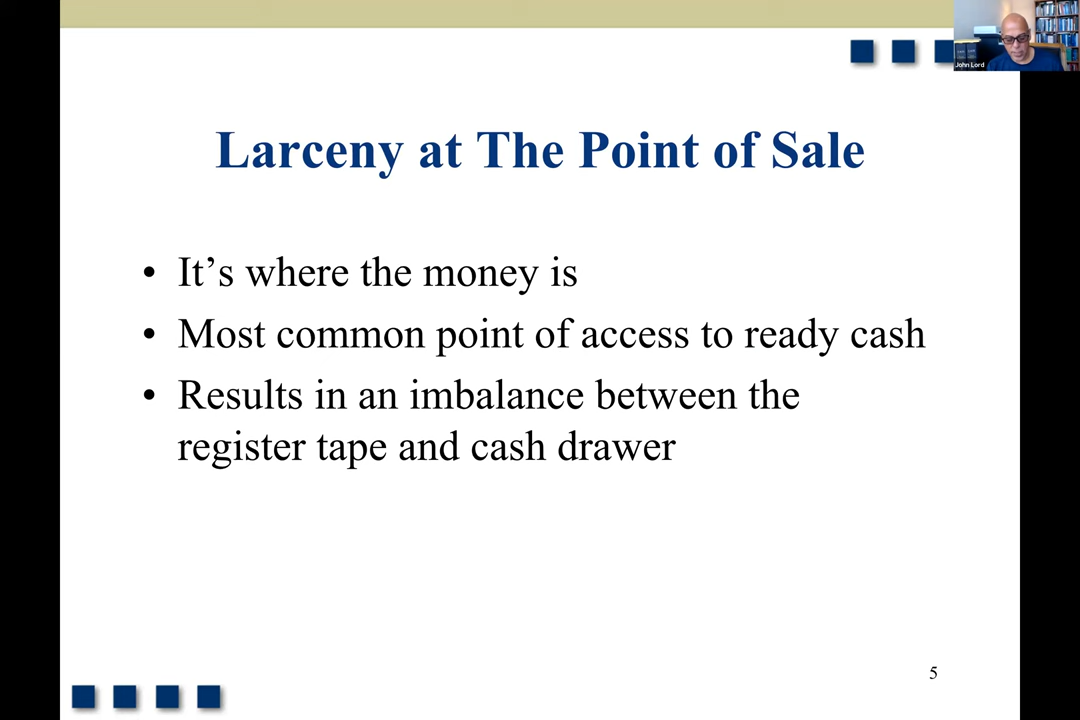 John Lord
Larceny at The Point of Sale
• It’s where the money is
• Most common point of access to ready cash
• Results in an imbalance between the
register tape and cash drawer
5